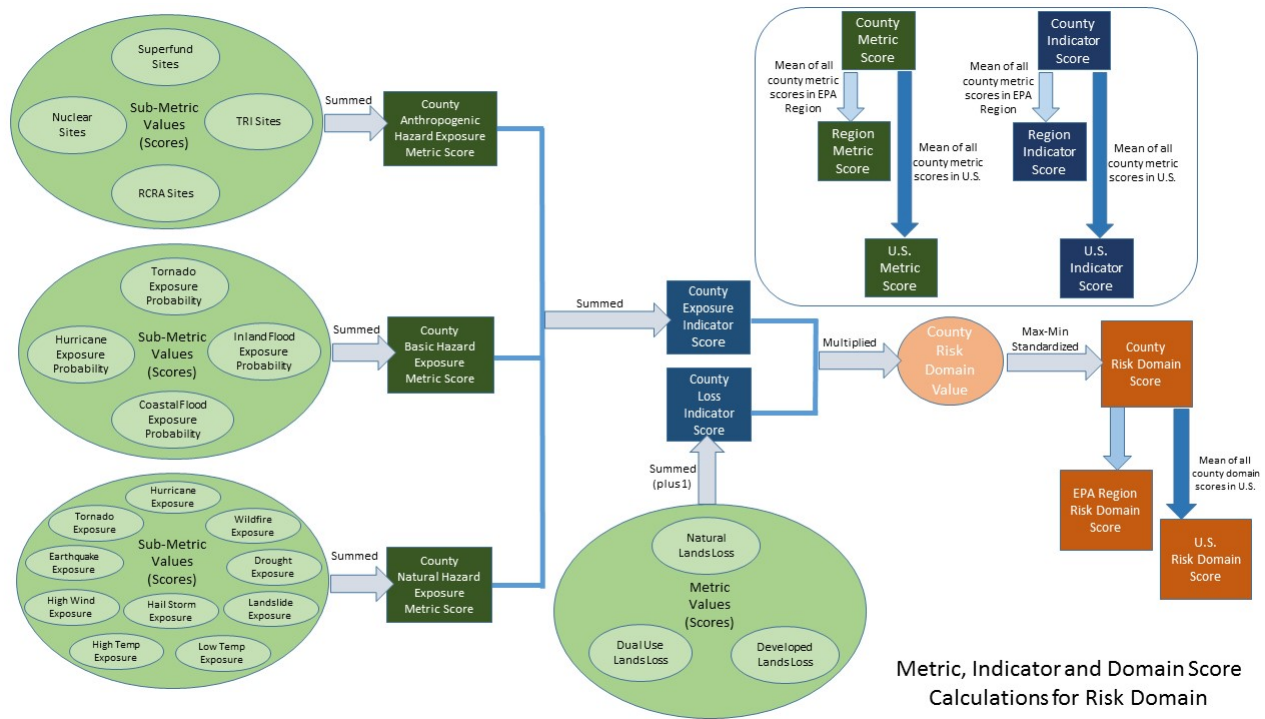 Superfund
Sites
Nuclear
Sites
Sub-Metric
Values
(Scores)
TRI Sites
RCRA Sites
Summed
County
Anthropogenic
Hazard Exposure
Metric Score
Tornado
Exposure
Probability
Hurricane
Exposure
Probability
Sub-Metric
Values
(Scores)
Inland Flood
Exposure
Probability
Coastal Flood
Exposure
Probability
Summed
County
Basic Hazard
Exposure
Metric Score
Hurricane
Exposure
Tornado
Exposure
Wildfire
Exposure
Sub-Metric
Values
(Scores)
Earthquake
Exposure
Drought
Exposure
High Wind
Exposure
Hail Storm
Exposure
Landslide
Exposure
High Temp
Exposure
Low Temp
Exposure
Summed
County
Natural Hazard
Exposure
Metric Score
Summed
County
Exposure
Indicator
Score
County
Loss
Indicator
Score
Summed
(plus 1)
Natural
Lands Loss
Metric
Values
(Scores)
Dual Use
Lands Loss
Developed
Lands Loss
Multiplied
County
Risk
Domain
Value
Max-Min
Standardized
County
Risk Domain
Score
EPA Region
Risk Domain
Score
Mean of all
county domain
scores in U.S.
U.S.
Risk Domain
Score
County
Metric
Score
Mean of all
county metric
scores in EPA
Region
Region
Metric
Score
Mean of all
county metric
scores in U.S.
U.S.
Metric
Score
County
Indicator
Score
Mean of all
county metric
scores in EPA
Region
Region
Indicator
Score
Mean of all
county metric
scores in U.S.
U.S.
Indicator
Score
Metric, Indicator and Domain Score
Calculations for Risk Domain